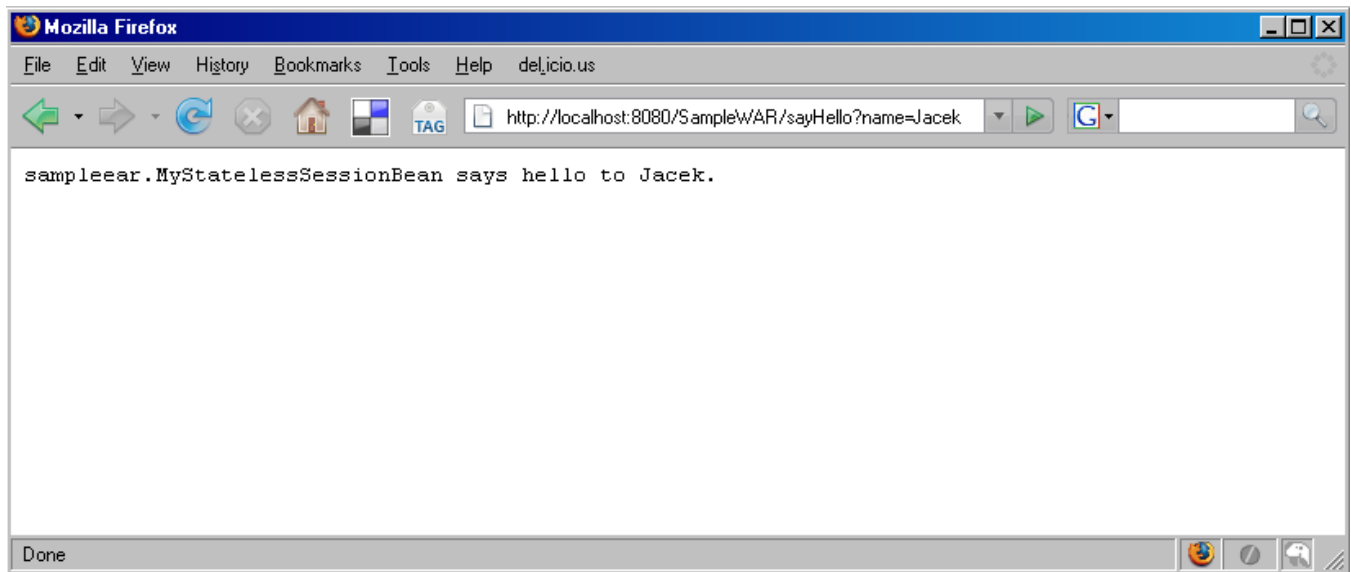 Mozilla Firefox
File Edit View History Bookmarks Tools Help del.icio.us
TAG http://localhost:8080/SampleWAR/sayHello?name=Jacek G
sampleear.MyStatelessSessionBean says hello to Jacek.
Done